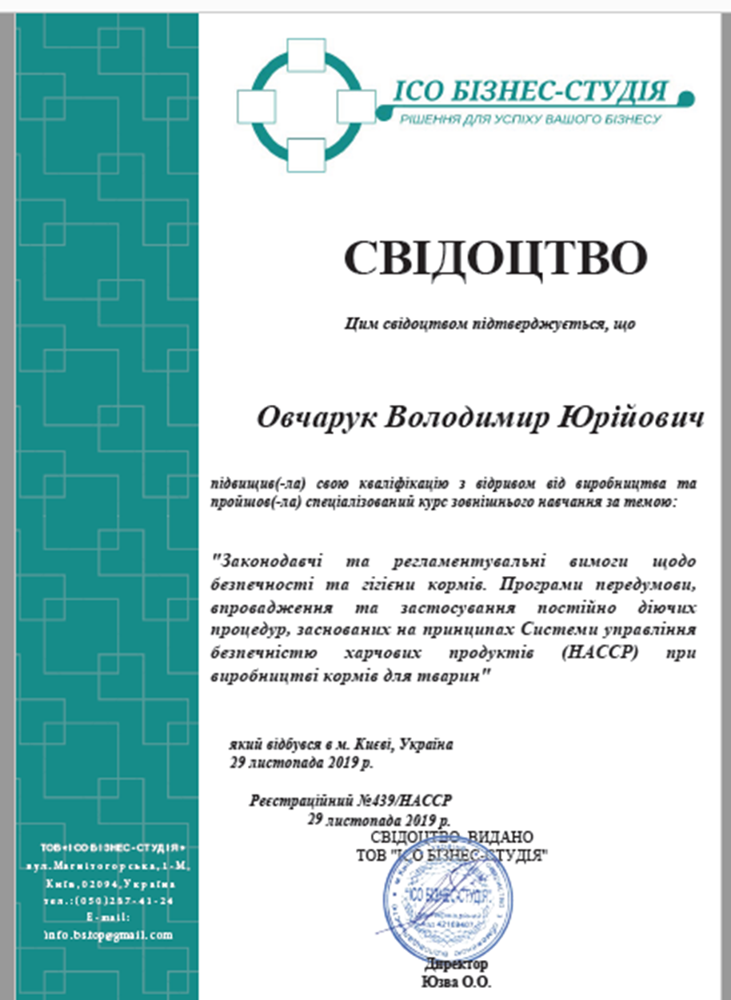 ІСО БІЗНЕС-СТУДІЯ
РІШЕННЯ ДЛЯ УСПІХУ ВАШОГО БІЗНЕСУ
СВІДОЦТВО
Цим свідоцтвом підтверджується, що
Овчарук Володимир Юрійович
підвищив(-ла) свою кваліфікацію з відривом від виробництва та
пройшов(-ла) спеціалізований курс зовнішнього навчання за темою:
"Законодавчі та регламентувальні вимоги щодо
безпечності та гігієни кормів. Програми передумови,
впровадження та застосування постійно діючих
процедур, заснованих на принципах Системи управління
безпечністю харчових продуктів (НАССР) при
виробництві кормів для тварин"
який відбувся в м. Києві, Україна
29 листопада 2019 р.
Реєстраційний №439/НАССР
29 листопада 2019 р.
СВІДОЦТВО ВИДАНО
ТОВ "ІСО БІЗНЕС-СТУДІЯ"
"ІСО БІЗНЕС-СТУДІЯ"
Директор
Юзва О.О.
ТОВ«ІСО БІЗНЕС-СТУДІЯ»
вул.Магнітогорська,1-М,
Київ,02094,Україна
тел.:(050)287-41-24
E-mail:
info.bstop@gmail.com